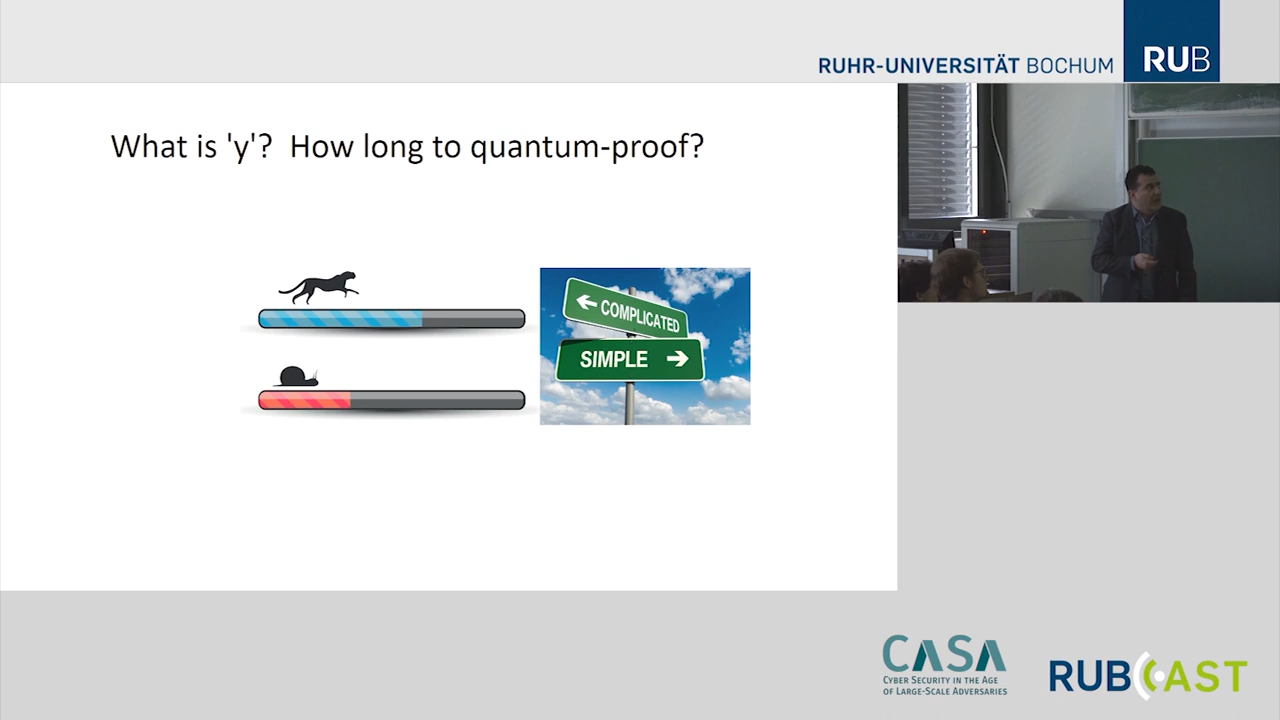 RUHR-UNIVERSITÄT BOCHUM
RUB
What is 'y'? How long to quantum-proof?
COMPLICATED
SIMPLE
CASA
CYBER SECURITY IN THE AGE
OF LARGE-SCALE ADVERSARIES
RUBCAST